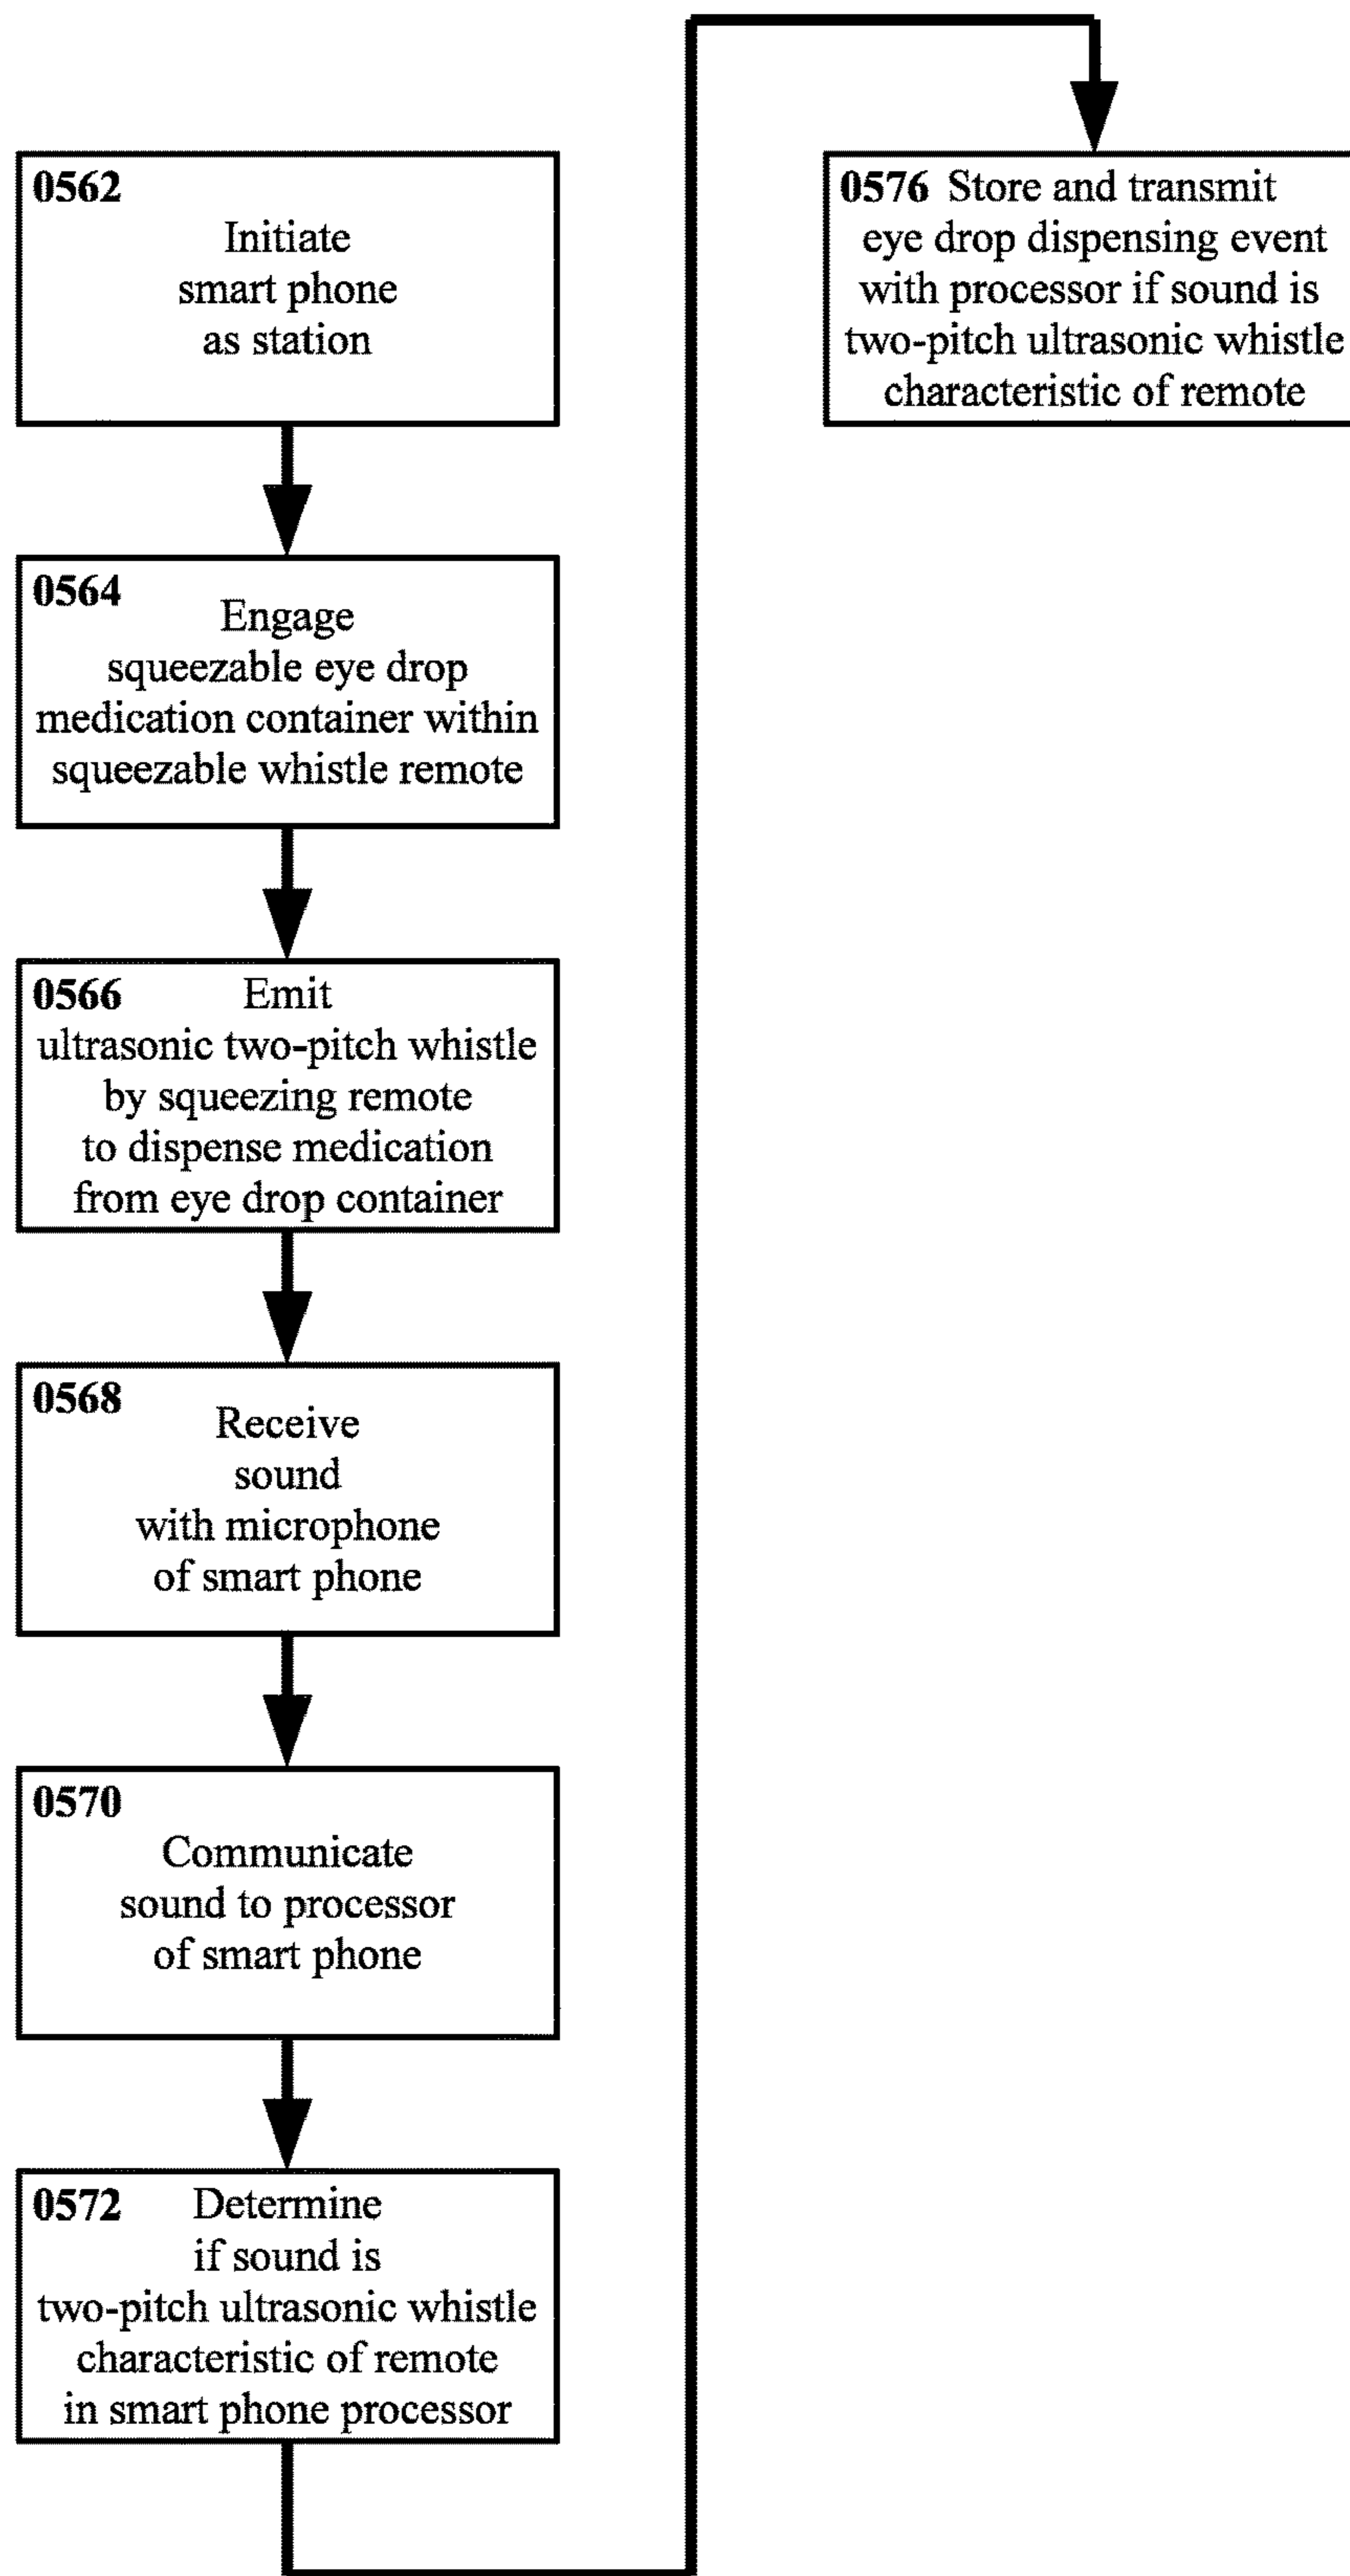 0562
Initiate
smart phone
as station
0564
Engage
squeezable eye drop
medication container within
squeezable whistle remote
0566 Emit
ultrasonic two-pitch whistle
by squeezing remote
to dispense medication
from eye drop container
0568
Receive
sound
with microphone
of smart phone
0570
Communicate
sound to processor
of smart phone
0572 Determine
if sound is
two-pitch ultrasonic whistle
characteristic of remote
in smart phone processor
0576 Store and transmit
eye drop dispensing event
with processor if sound is
two-pitch ultrasonic whistle
characteristic of remote